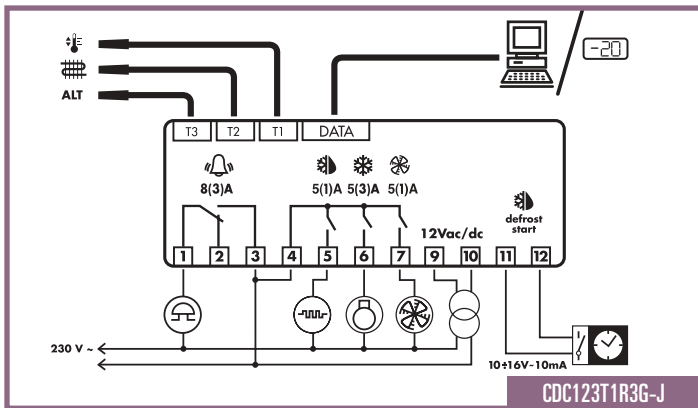 -20
ALT
T3 T2 T1 DATA
8(3)A 5(1)A 5(3)A 5(1)A
12Vac/dc
defrost
start
1 2 3 4 5 6 7 8 9 10 11 12
230 V ~
10÷16V~10mA
CDC123T1R3G-J